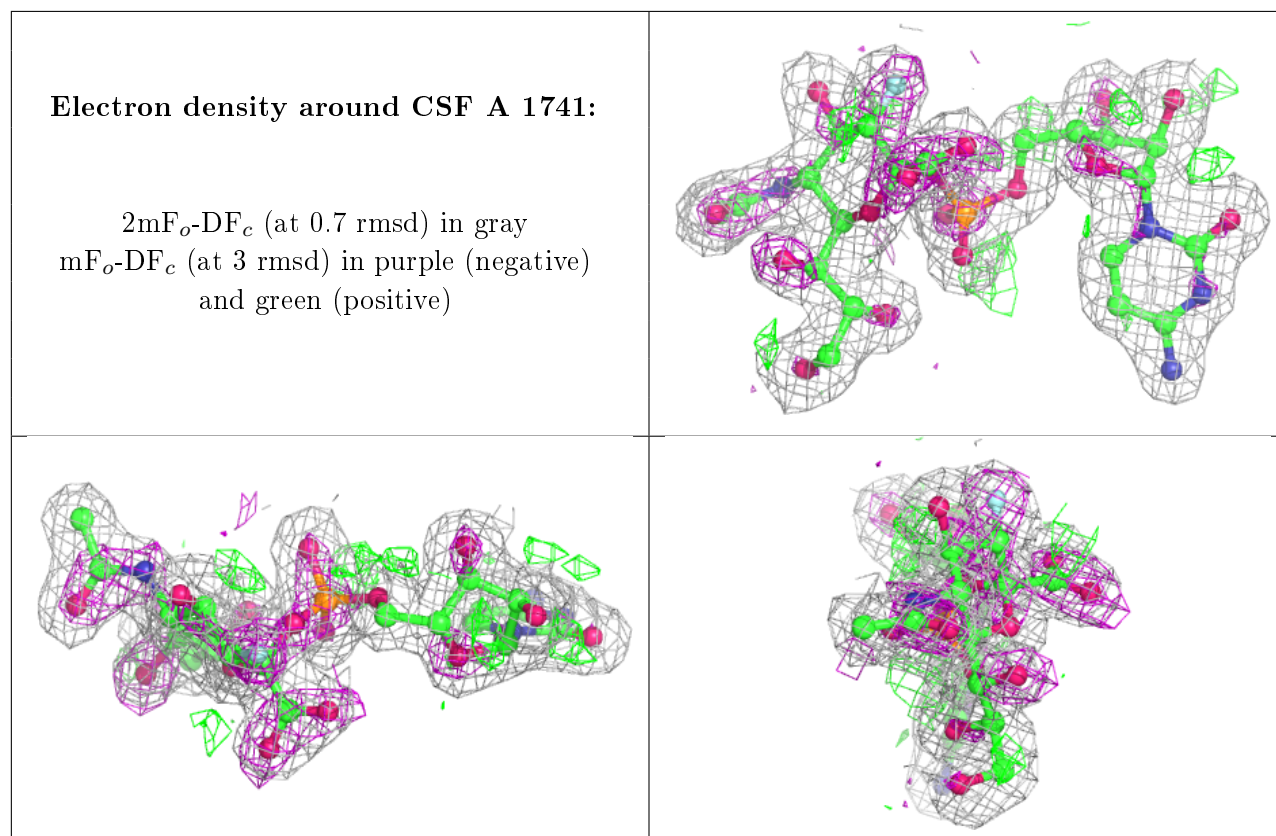 Electron density around CSF A 1741:
2mFo-DFc (at 0.7 rmsd) in gray
mFo-DFc (at 3 rmsd) in purple (negative)
and green (positive)